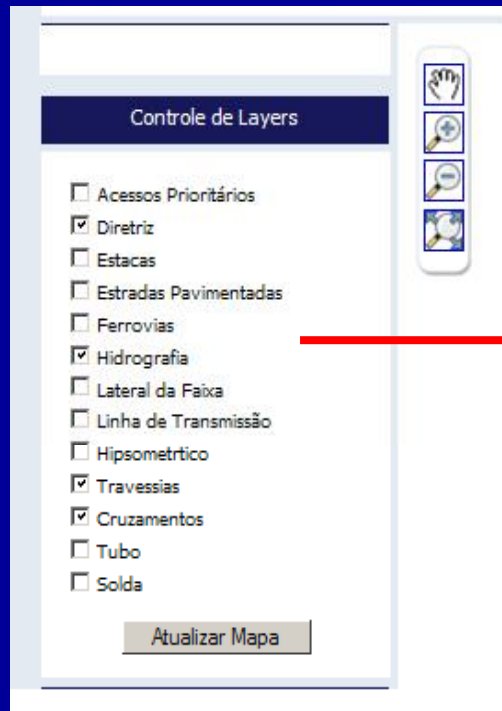 Controle de Layers
Acessos Prioritários
Diretriz
Estacas
Estradas Pavimentadas
Ferrovias
Hidrografia
Lateral da Faixa
Linha de Transmissão
Hipsometrtico
Travessias
Cruzamentos
Tubo
Solda
Atualizar Mapa